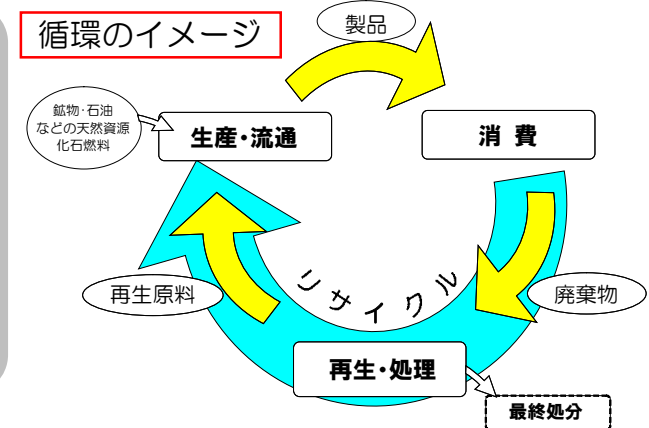 循環のイメージ
製品
鉱物・石油
などの天然資源
化石燃料
生産・流通
消 費
リサイクル
再生原料
廃棄物
再生・処理
最終処分